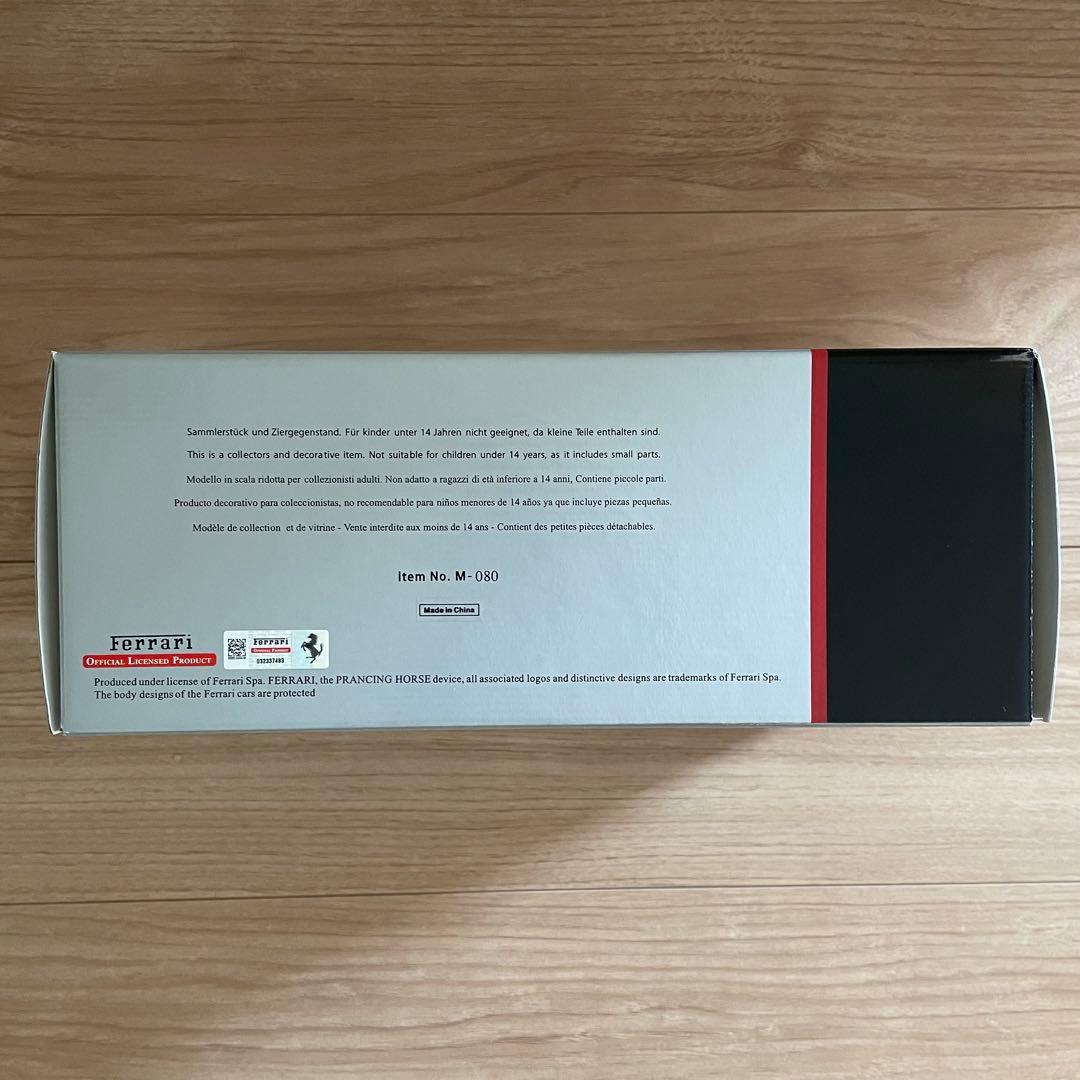 Sammlerstück und Ziergegenstand. Für kinder unter 14 Jahren nicht geeignet, da kleine Teile enthalten sind.
This is a collectors and decorative item. Not suitable for children under 14 years, as it includes small parts.
Modello in scala ridotta per collezionisti adulti. Non adatto a ragazzi di età inferiore a 14 anni, Contiene piccole parti.
Producto decorativo para coleccionistas, no recomendable para niños menores de 14 años ya que incluye piezas pequeñas.
Modèle de collection et de vitrine - Vente interdite aux moins de 14 ans - Contient des petites pièces détachables.
Item No. M-080
Made in China
Ferrari
OFFICIAL LICENSED PRODUCT
Ferrari
OFFICIAL PRODUCT
032337483
Produced under license of Ferrari Spa. FERRARI, the PRANCING HORSE device, all associated logos and distinctive designs are trademarks of Ferrari Spa.
The body designs of the Ferrari cars are protected